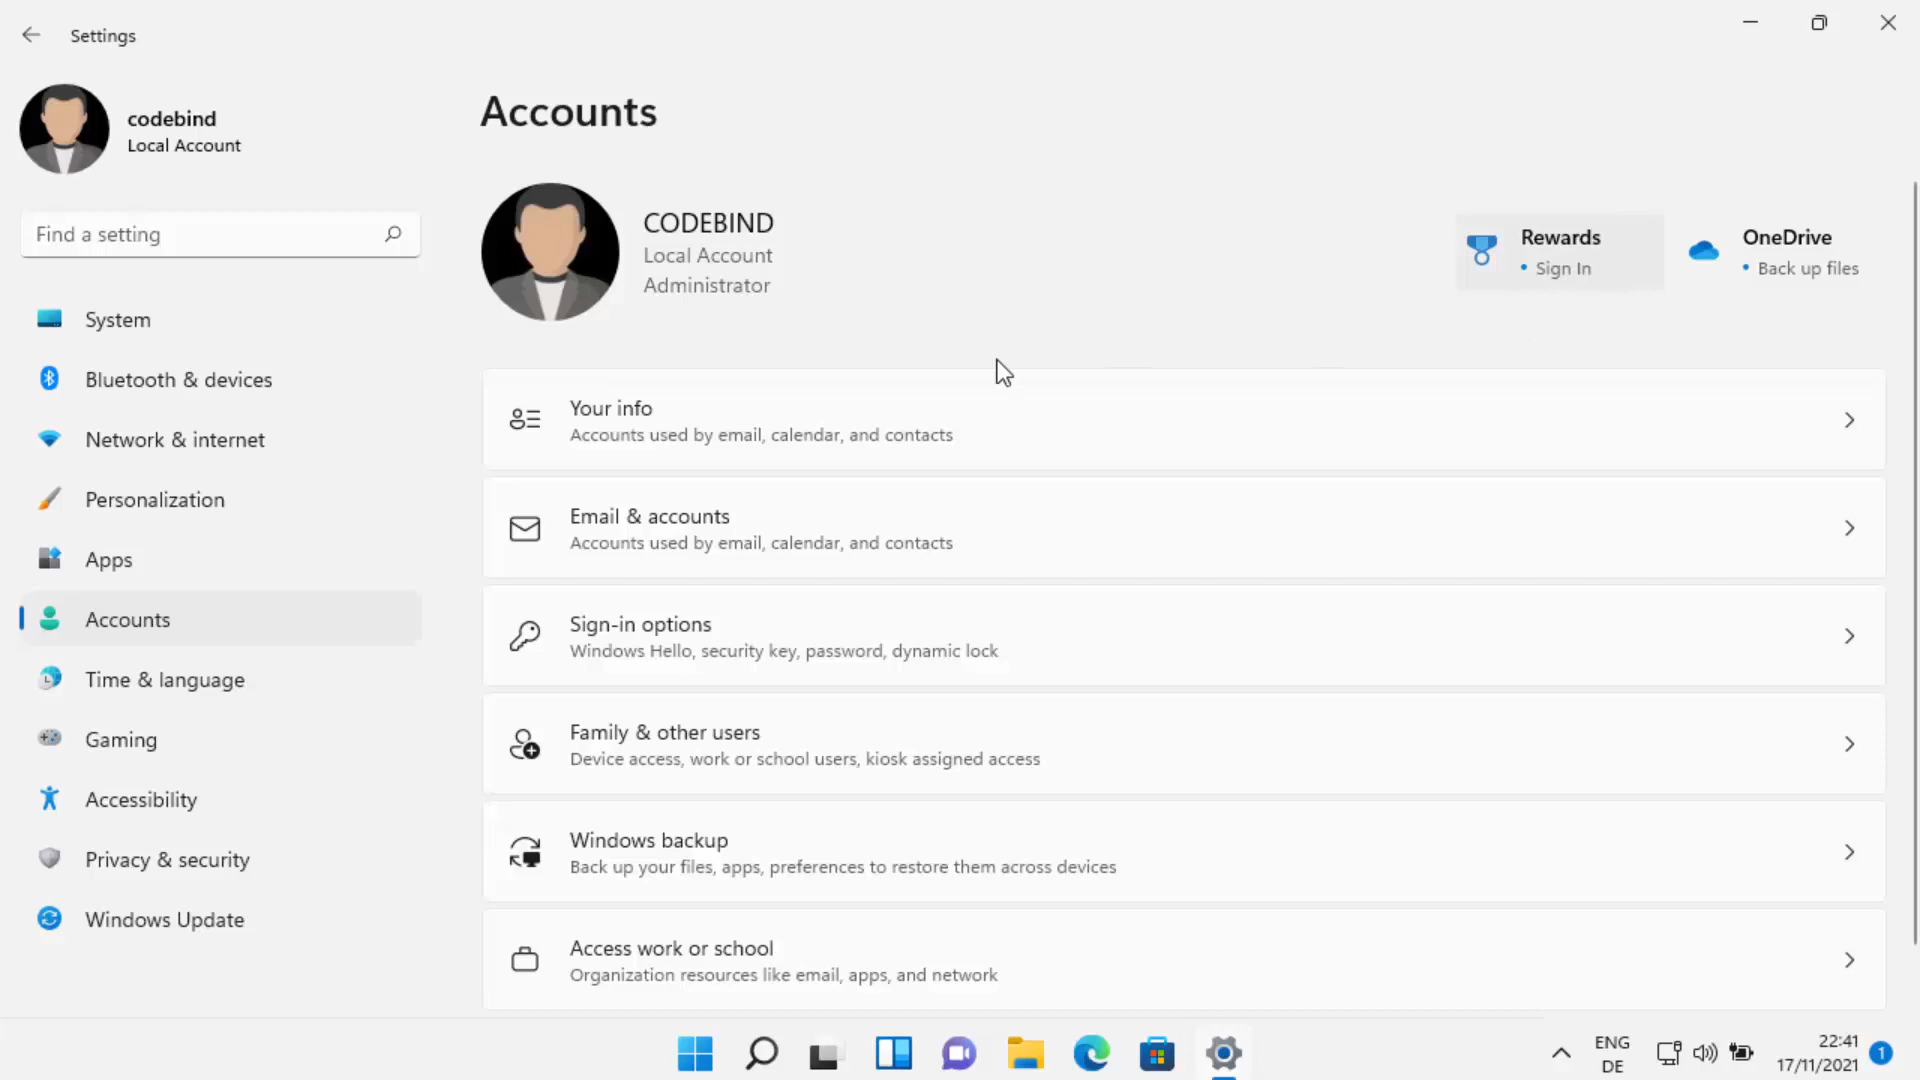 Settings
codebind
Local Account
Find a setting
System
Bluetooth & devices
Network & internet
Personalization
Apps
Accounts
Time & language
Gaming
Accessibility
Privacy & security
Windows Update
Accounts
CODEBIND
Local Account
Administrator
Rewards
• Sign In
OneDrive
• Back up files
Your info
Accounts used by email, calendar, and contacts
Email & accounts
Accounts used by email, calendar, and contacts
Sign-in options
Windows Hello, security key, password, dynamic lock
Family & other users
Device access, work or school users, kiosk assigned access
Windows backup
Back up your files, apps, preferences to restore them across devices
Access work or school
Organization resources like email, apps, and network
ENG
DE
22:41
17/11/2021
1